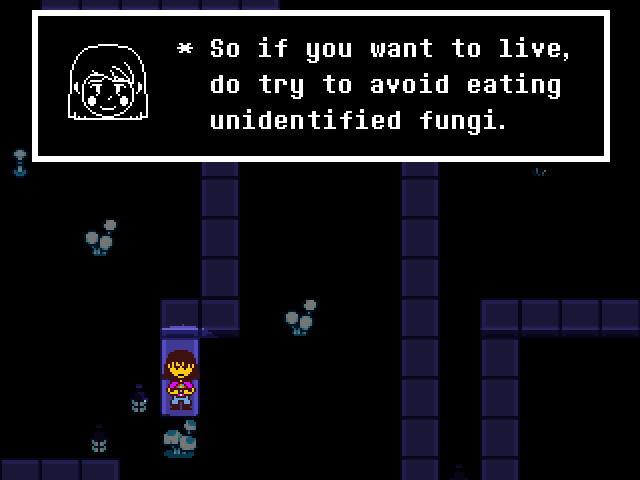 * So if you want to live,
do try to avoid eating
unidentified fungi.